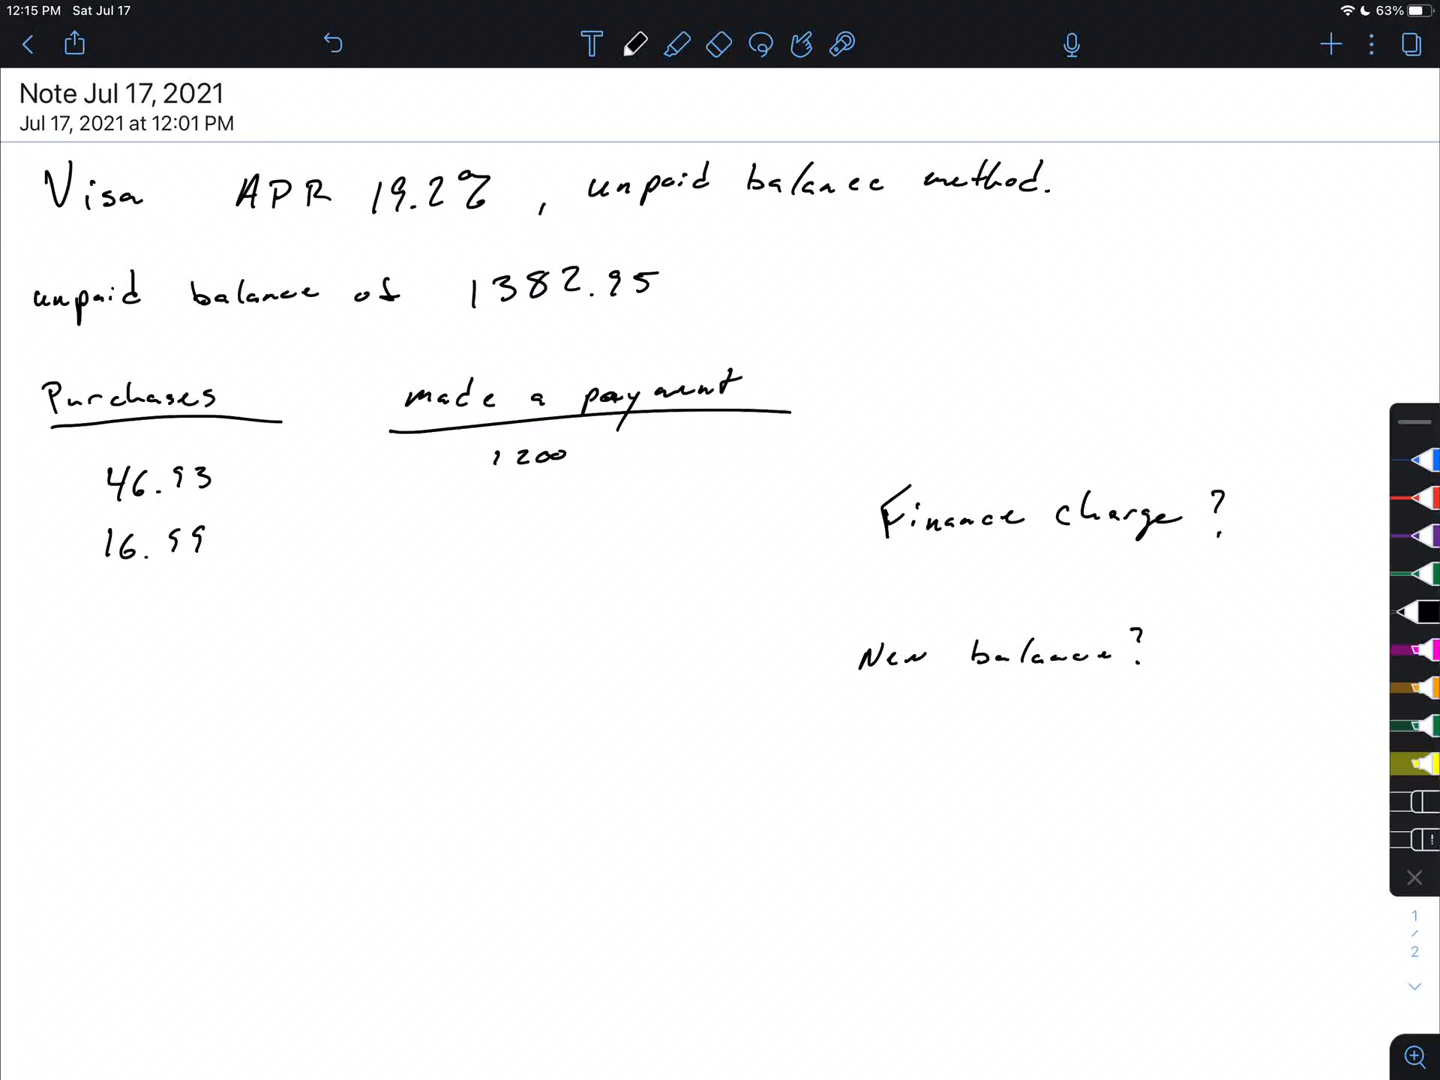 12:15 PM Sat Jul 17
63%
T
Note Jul 17, 2021
Jul 17, 2021 at 12:01 PM
Visa APR 19.2%, unpaid balance method.
unpaid balance of 1382.95
Purchases made a payment
46.93 1200
16.99
Finance charge?
New balance?
1
/
2